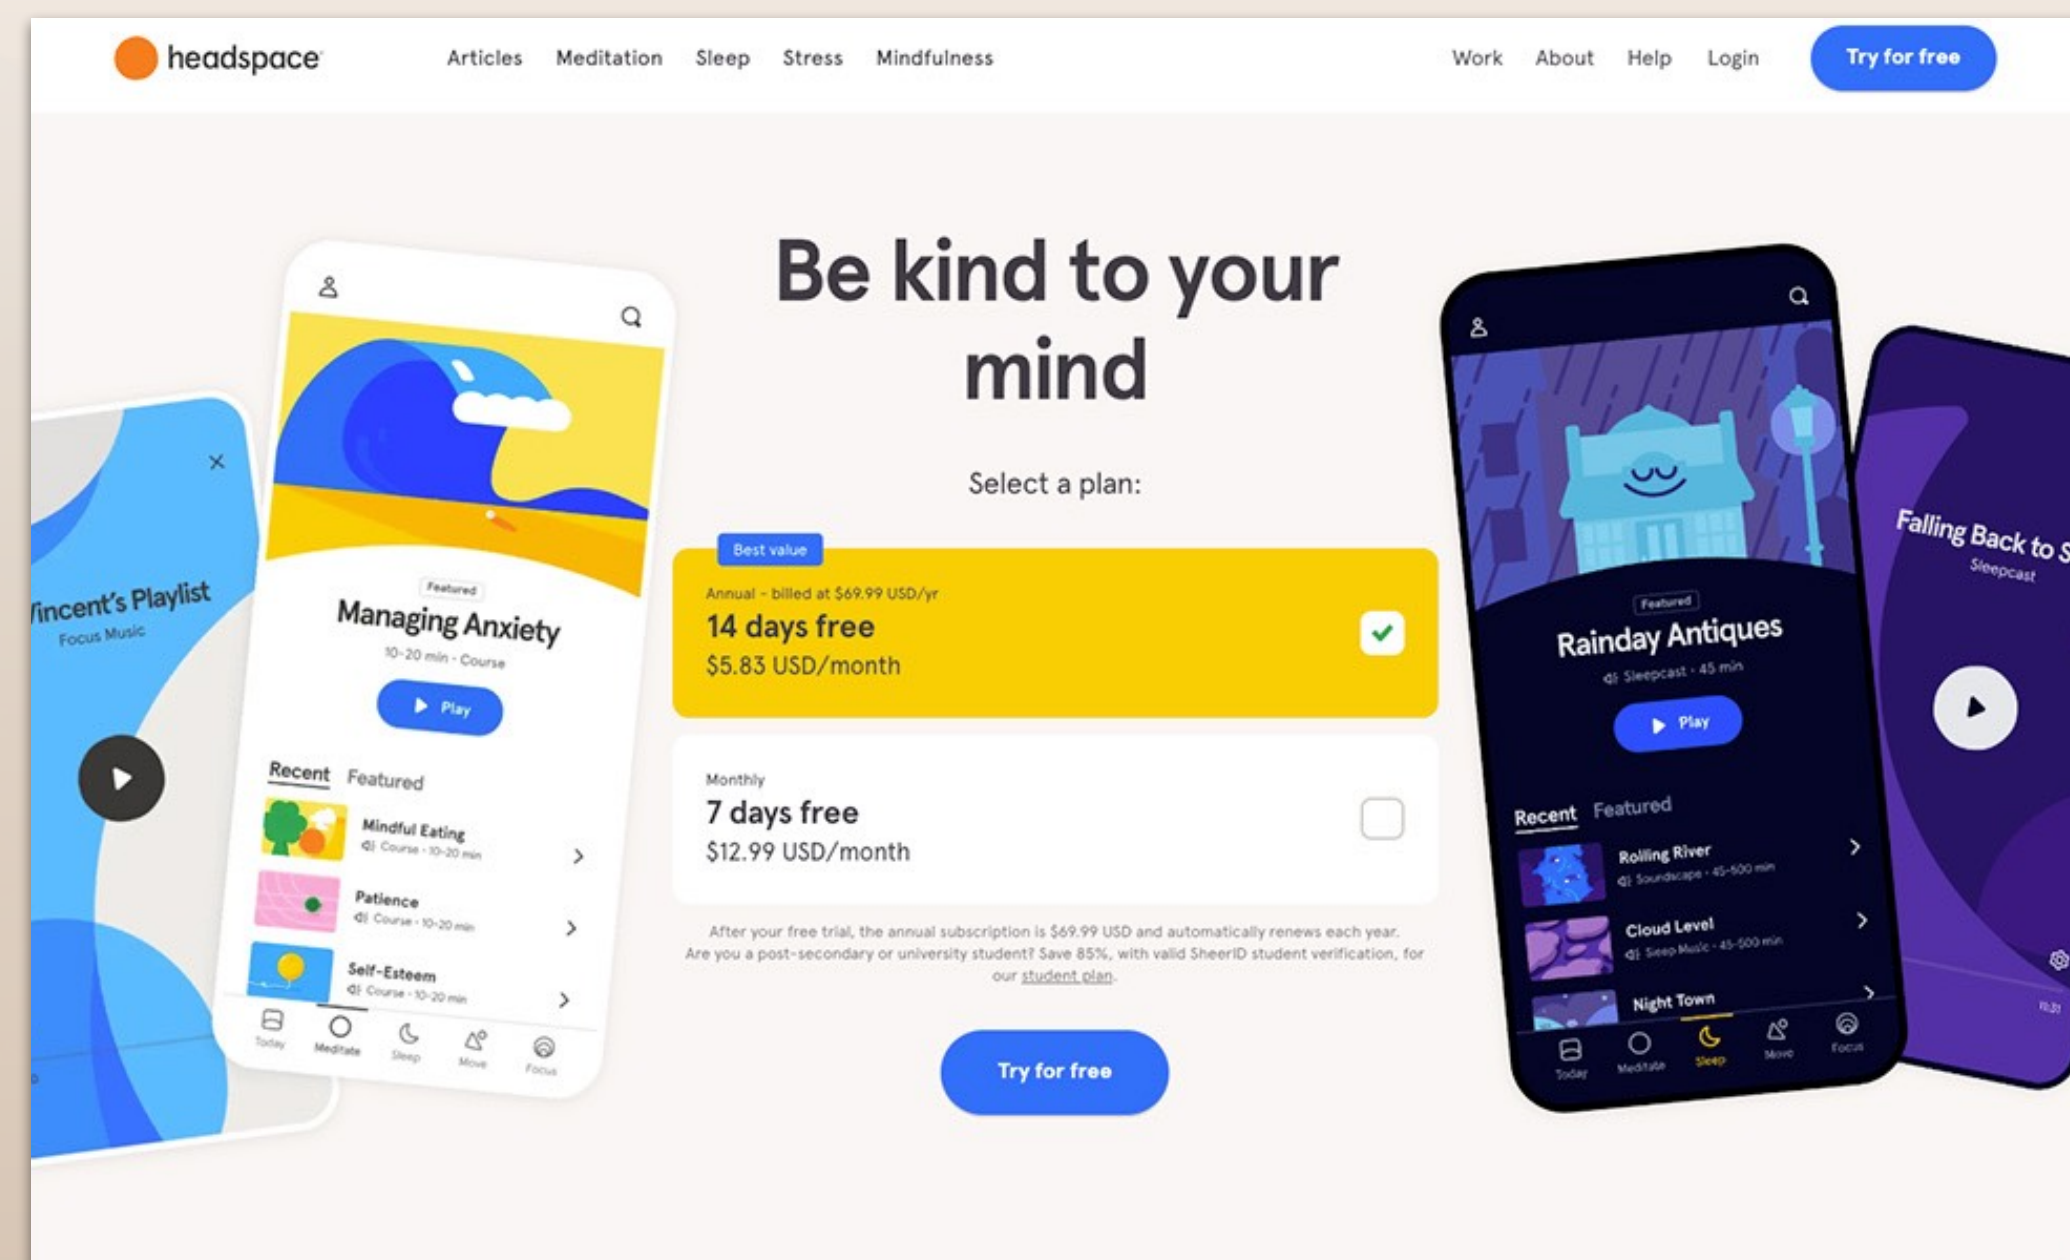 headspace
Articles Meditation Sleep Stress Mindfulness
Work About Help Login
Try for free
Be kind to your
mind
Select a plan:
Best value
Annual - billed at $69.99 USD/yr
14 days free
$5.83 USD/month
Monthly
7 days free
$12.99 USD/month
After your free trial, the annual subscription is $69.99 USD and automatically renews each year.
Are you a post-secondary or university student? Save 85%, with valid SheerID student verification, for
our student plan.
Try for free
Vincent's Playlist
Focus Music
Featured
Managing Anxiety
10-20 min · Course
Play
Recent Featured
Mindful Eating
Course · 10-20 min
Patience
Course · 10-20 min
Self-Esteem
Course · 10-20 min
Today Meditate Sleep Move Focus
Featured
Rainday Antiques
Sleepcast · 45 min
Play
Recent Featured
Rolling River
Soundscape · 45-500 min
Cloud Level
Sleep Music · 45-500 min
Night Town
Today Meditate Sleep Move Focus
Falling Back to S
Sleepcast